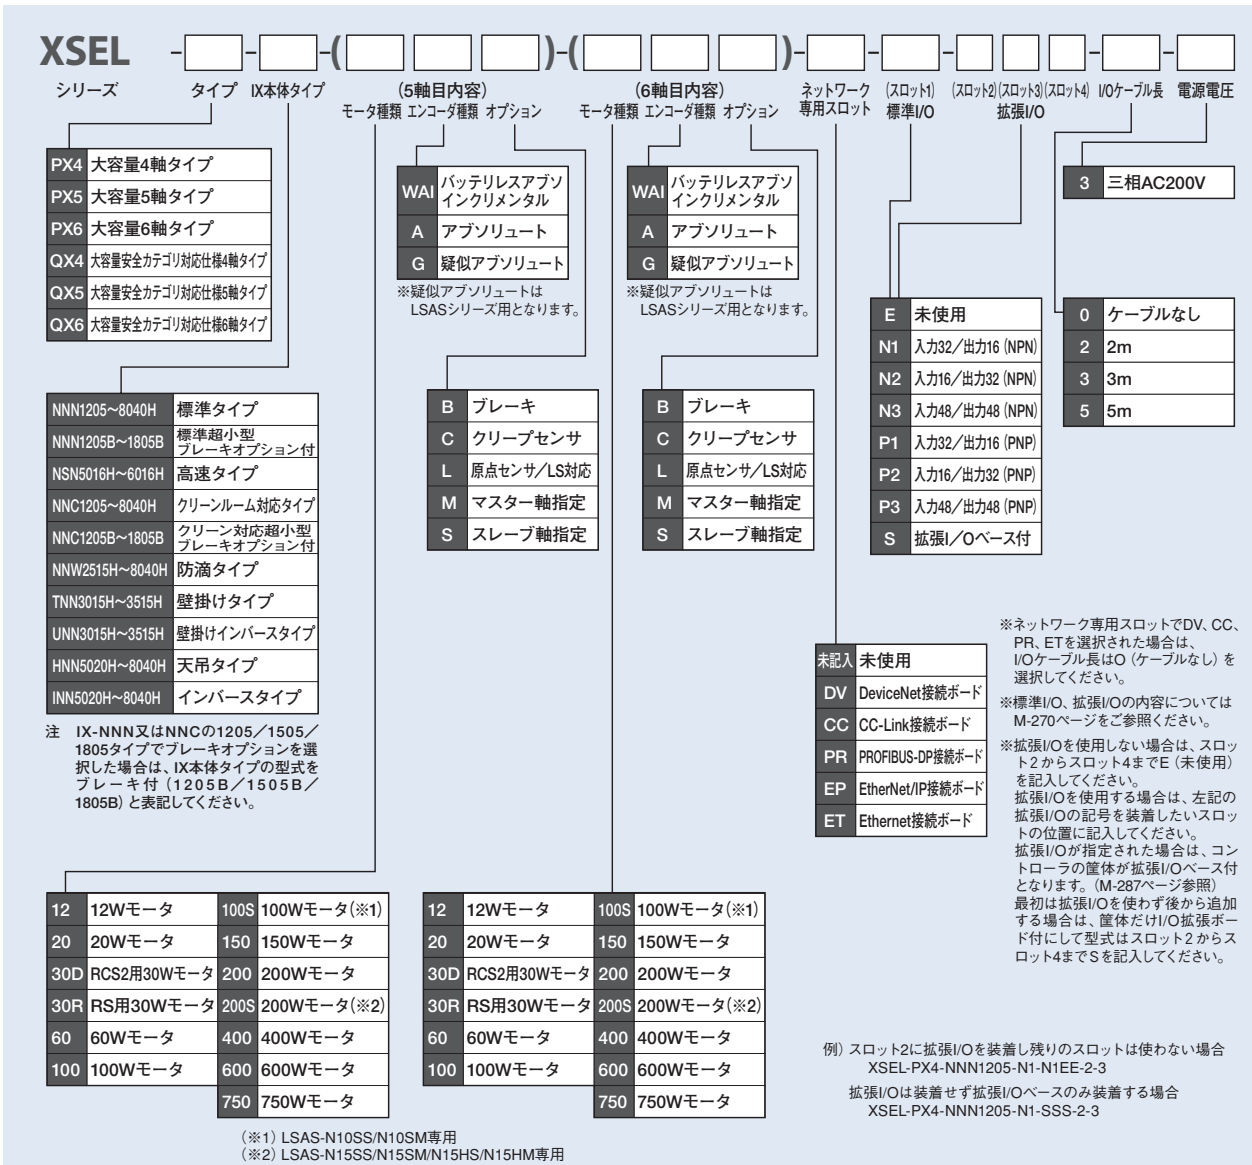 XSEL -□-□-(□□□)-(□□□)-□-□-□□□-□-□
シリーズ
タイプ
IX本体タイプ
(5軸目内容)
モータ種類 エンコーダ種類 オプション
(6軸目内容)
モータ種類 エンコーダ種類 オプション
ネットワーク
専用スロット
(スロット1)
標準I/O
(スロット2)(スロット3)(スロット4)
拡張I/O
I/Oケーブル長
電源電圧
PX4 大容量4軸タイプ
PX5 大容量5軸タイプ
PX6 大容量6軸タイプ
QX4 大容量安全カテゴリ対応仕様4軸タイプ
QX5 大容量安全カテゴリ対応仕様5軸タイプ
QX6 大容量安全カテゴリ対応仕様6軸タイプ
NNN1205~8040H 標準タイプ
NNN1205B~1805B 標準超小型
ブレーキオプション付
NSN5016H~6016H 高速タイプ
NNC1205~8040H クリーンルーム対応タイプ
NNC1205B~1805B クリーン対応超小型
ブレーキオプション付
NNW2515H~8040H 防滴タイプ
TNN3015H~3515H 壁掛けタイプ
UNN3015H~3515H 壁掛けインバースタイプ
HNN5020H~8040H 天吊タイプ
INN5020H~8040H インバースタイプ
注 IX-NNN又はNNCの1205/1505/
1805タイプでブレーキオプションを選
択した場合は、IX本体タイプの型式を
ブレーキ付(1205B/1505B/
1805B)と表記してください。
WAI バッテリレスアブソ
インクリメンタル
A アブソリュート
G 疑似アブソリュート
※疑似アブソリュートは
LSASシリーズ用となります。
B ブレーキ
C クリープセンサ
L 原点センサ/LS対応
M マスター軸指定
S スレーブ軸指定
WAI バッテリレスアブソ
インクリメンタル
A アブソリュート
G 疑似アブソリュート
※疑似アブソリュートは
LSASシリーズ用となります。
B ブレーキ
C クリープセンサ
L 原点センサ/LS対応
M マスター軸指定
S スレーブ軸指定
3 三相AC200V
E 未使用
N1 入力32/出力16(NPN)
N2 入力16/出力32(NPN)
N3 入力48/出力48(NPN)
P1 入力32/出力16(PNP)
P2 入力16/出力32(PNP)
P3 入力48/出力48(PNP)
S 拡張I/Oベース付
0 ケーブルなし
2 2m
3 3m
5 5m
未記入 未使用
DV DeviceNet接続ボード
CC CC-Link接続ボード
PR PROFIBUS-DP接続ボード
EP EtherNet/IP接続ボード
ET Ethernet接続ボード
※ネットワーク専用スロットでDV、CC、
PR、ETを選択された場合は、
I/Oケーブル長はO(ケーブルなし)を
選択してください。
※標準I/O、拡張I/Oの内容については
M-270ページをご参照ください。
※拡張I/Oを使用しない場合は、スロッ
ト2からスロット4までE(未使用)
を記入してください。
拡張I/Oを使用する場合は、左記の
拡張I/Oの記号を装着したいスロッ
トの位置に記入してください。
拡張I/Oが指定された場合は、コン
トローラの筐体が拡張I/Oベース付
となります。(M-287ページ参照)
最初は拡張I/Oを使わず後から追加
する場合は、筐体だけI/O拡張ボー
ド付にして型式はスロット2からス
ロット4までSを記入してください。
12 12Wモータ 100S 100Wモータ(※1)
20 20Wモータ 150 150Wモータ
30D RCS2用30Wモータ 200 200Wモータ
30R RS用30Wモータ 200S 200Wモータ(※2)
60 60Wモータ 400 400Wモータ
100 100Wモータ 600 600Wモータ
750 750Wモータ
12 12Wモータ 100S 100Wモータ(※1)
20 20Wモータ 150 150Wモータ
30D RCS2用30Wモータ 200 200Wモータ
30R RS用30Wモータ 200S 200Wモータ(※2)
60 60Wモータ 400 400Wモータ
100 100Wモータ 600 600Wモータ
750 750Wモータ
(※1) LSAS-N10SS/N10SM専用
(※2) LSAS-N15SS/N15SM/N15HS/N15HM専用
例) スロット2に拡張I/Oを装着し残りのスロットは使わない場合
XSEL-PX4-NNN1205-N1-N1EE-2-3
拡張I/Oは装着せず拡張I/Oベースのみ装着する場合
XSEL-PX4-NNN1205-N1-SSS-2-3